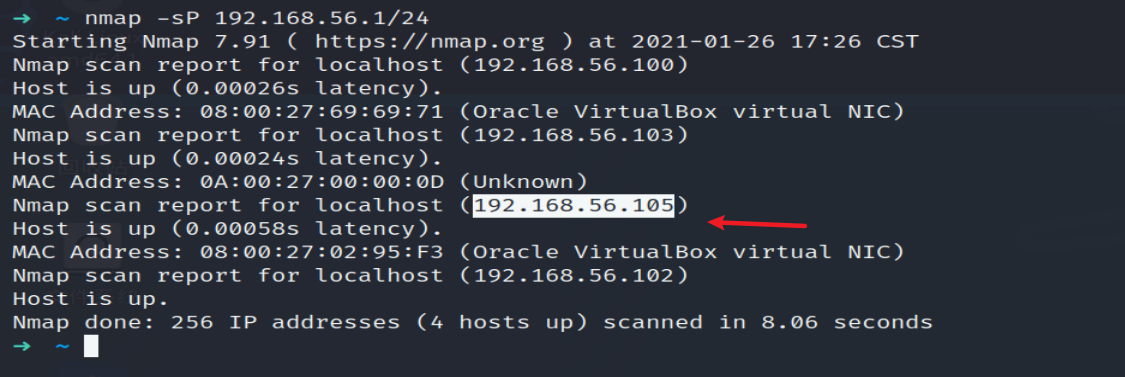 → ~ nmap -sP 192.168.56.1/24
Starting Nmap 7.91 ( https://nmap.org ) at 2021-01-26 17:26 CST
Nmap scan report for localhost (192.168.56.100)
Host is up (0.00026s latency).
MAC Address: 08:00:27:69:69:71 (Oracle VirtualBox virtual NIC)
Nmap scan report for localhost (192.168.56.103)
Host is up (0.00024s latency).
MAC Address: 0A:00:27:00:00:0D (Unknown)
Nmap scan report for localhost (192.168.56.105)
Host is up (0.00058s latency).
MAC Address: 08:00:27:02:95:F3 (Oracle VirtualBox virtual NIC)
Nmap scan report for localhost (192.168.56.102)
Host is up.
Nmap done: 256 IP addresses (4 hosts up) scanned in 8.06 seconds
→ ~